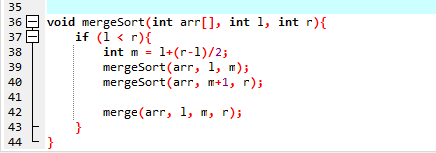 35
36 void mergeSort(int arr[], int l, int r){
37     if (l < r){
38         int m = l+(r-l)/2;
39         mergeSort(arr, l, m);
40         mergeSort(arr, m+1, r);
41
42         merge(arr, l, m, r);
43     }
44 }